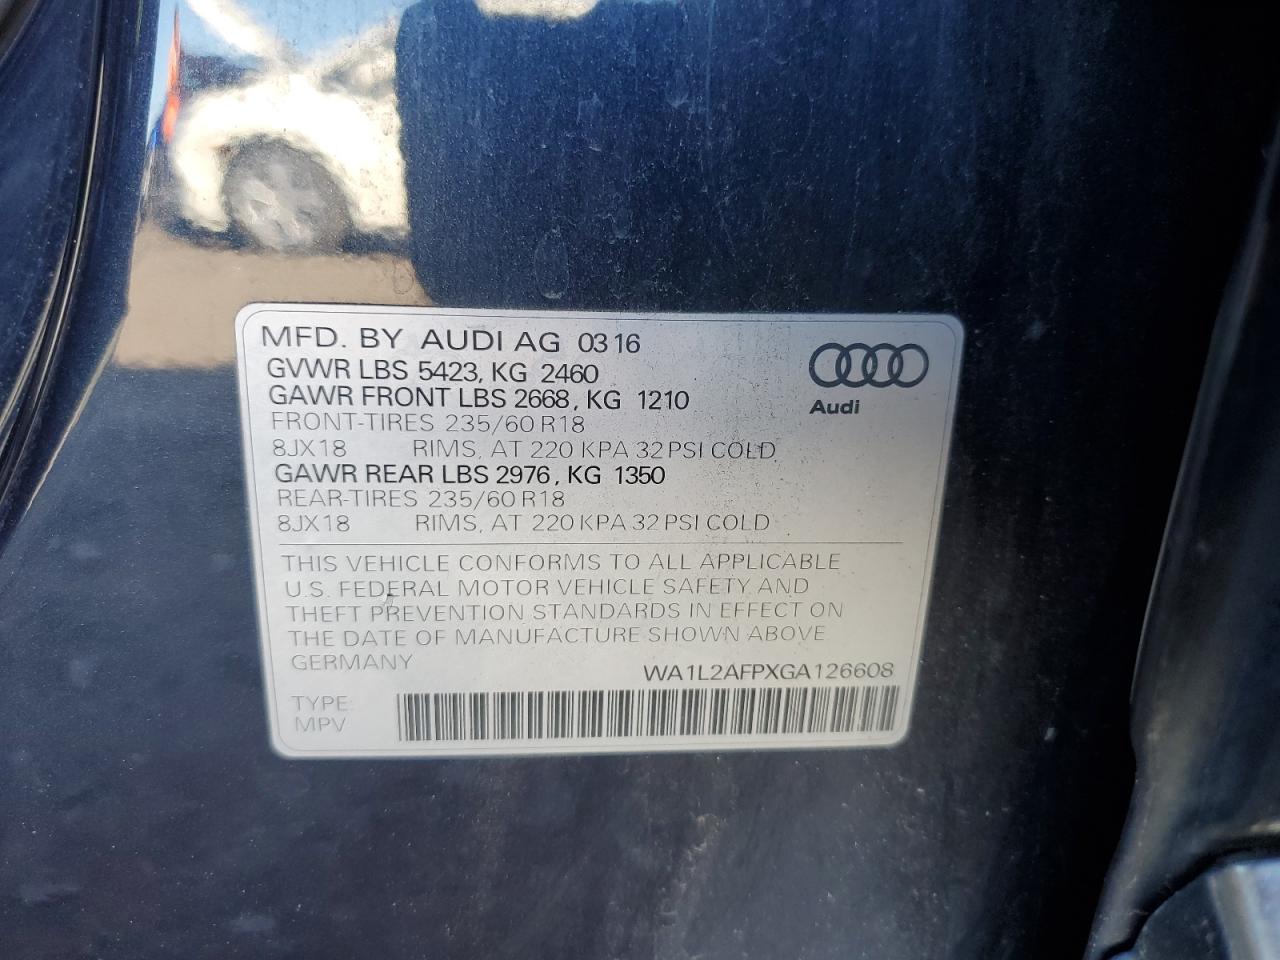 MFD. BY AUDI AG 0316
GVWR LBS 5423, KG 2460
GAWR FRONT LBS 2668, KG 1210
FRONT-TIRES 235/60 R18
8JX18 RIMS, AT 220 KPA 32 PSI COLD
GAWR REAR LBS 2976, KG 1350
REAR-TIRES 235/60 R18
8JX18 RIMS, AT 220 KPA 32 PSI COLD
Audi
THIS VEHICLE CONFORMS TO ALL APPLICABLE
U.S. FEDERAL MOTOR VEHICLE SAFETY AND
THEFT PREVENTION STANDARDS IN EFFECT ON
THE DATE OF MANUFACTURE SHOWN ABOVE
GERMANY WA1L2AFPXGA126608
TYPE:
MPV